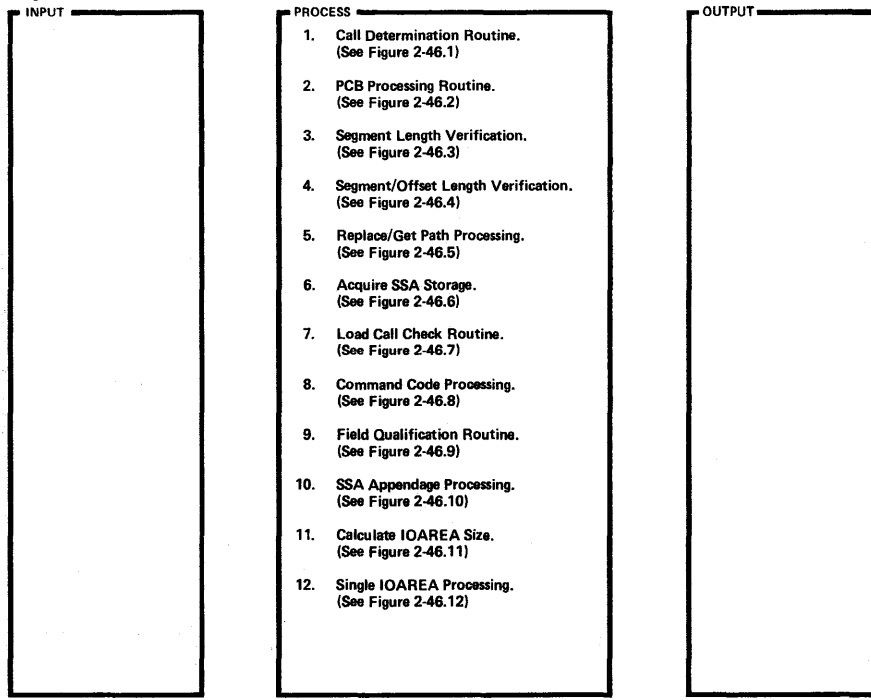 INPUT
PROCESS
1. Call Determination Routine.
(See Figure 2-46.1)
2. PCB Processing Routine.
(See Figure 2-46.2)
3. Segment Length Verification.
(See Figure 2-46.3)
4. Segment/Offset Length Verification.
(See Figure 2-46.4)
5. Replace/Get Path Processing.
(See Figure 2-46.5)
6. Acquire SSA Storage.
(See Figure 2-46.6)
7. Load Call Check Routine.
(See Figure 2-46.7)
8. Command Code Processing.
(See Figure 2-46.8)
9. Field Qualification Routine.
(See Figure 2-46.9)
10. SSA Appendage Processing.
(See Figure 2-46.10)
11. Calculate IOAREA Size.
(See Figure 2-46.11)
12. Single IOAREA Processing.
(See Figure 2-46.12)
OUTPUT